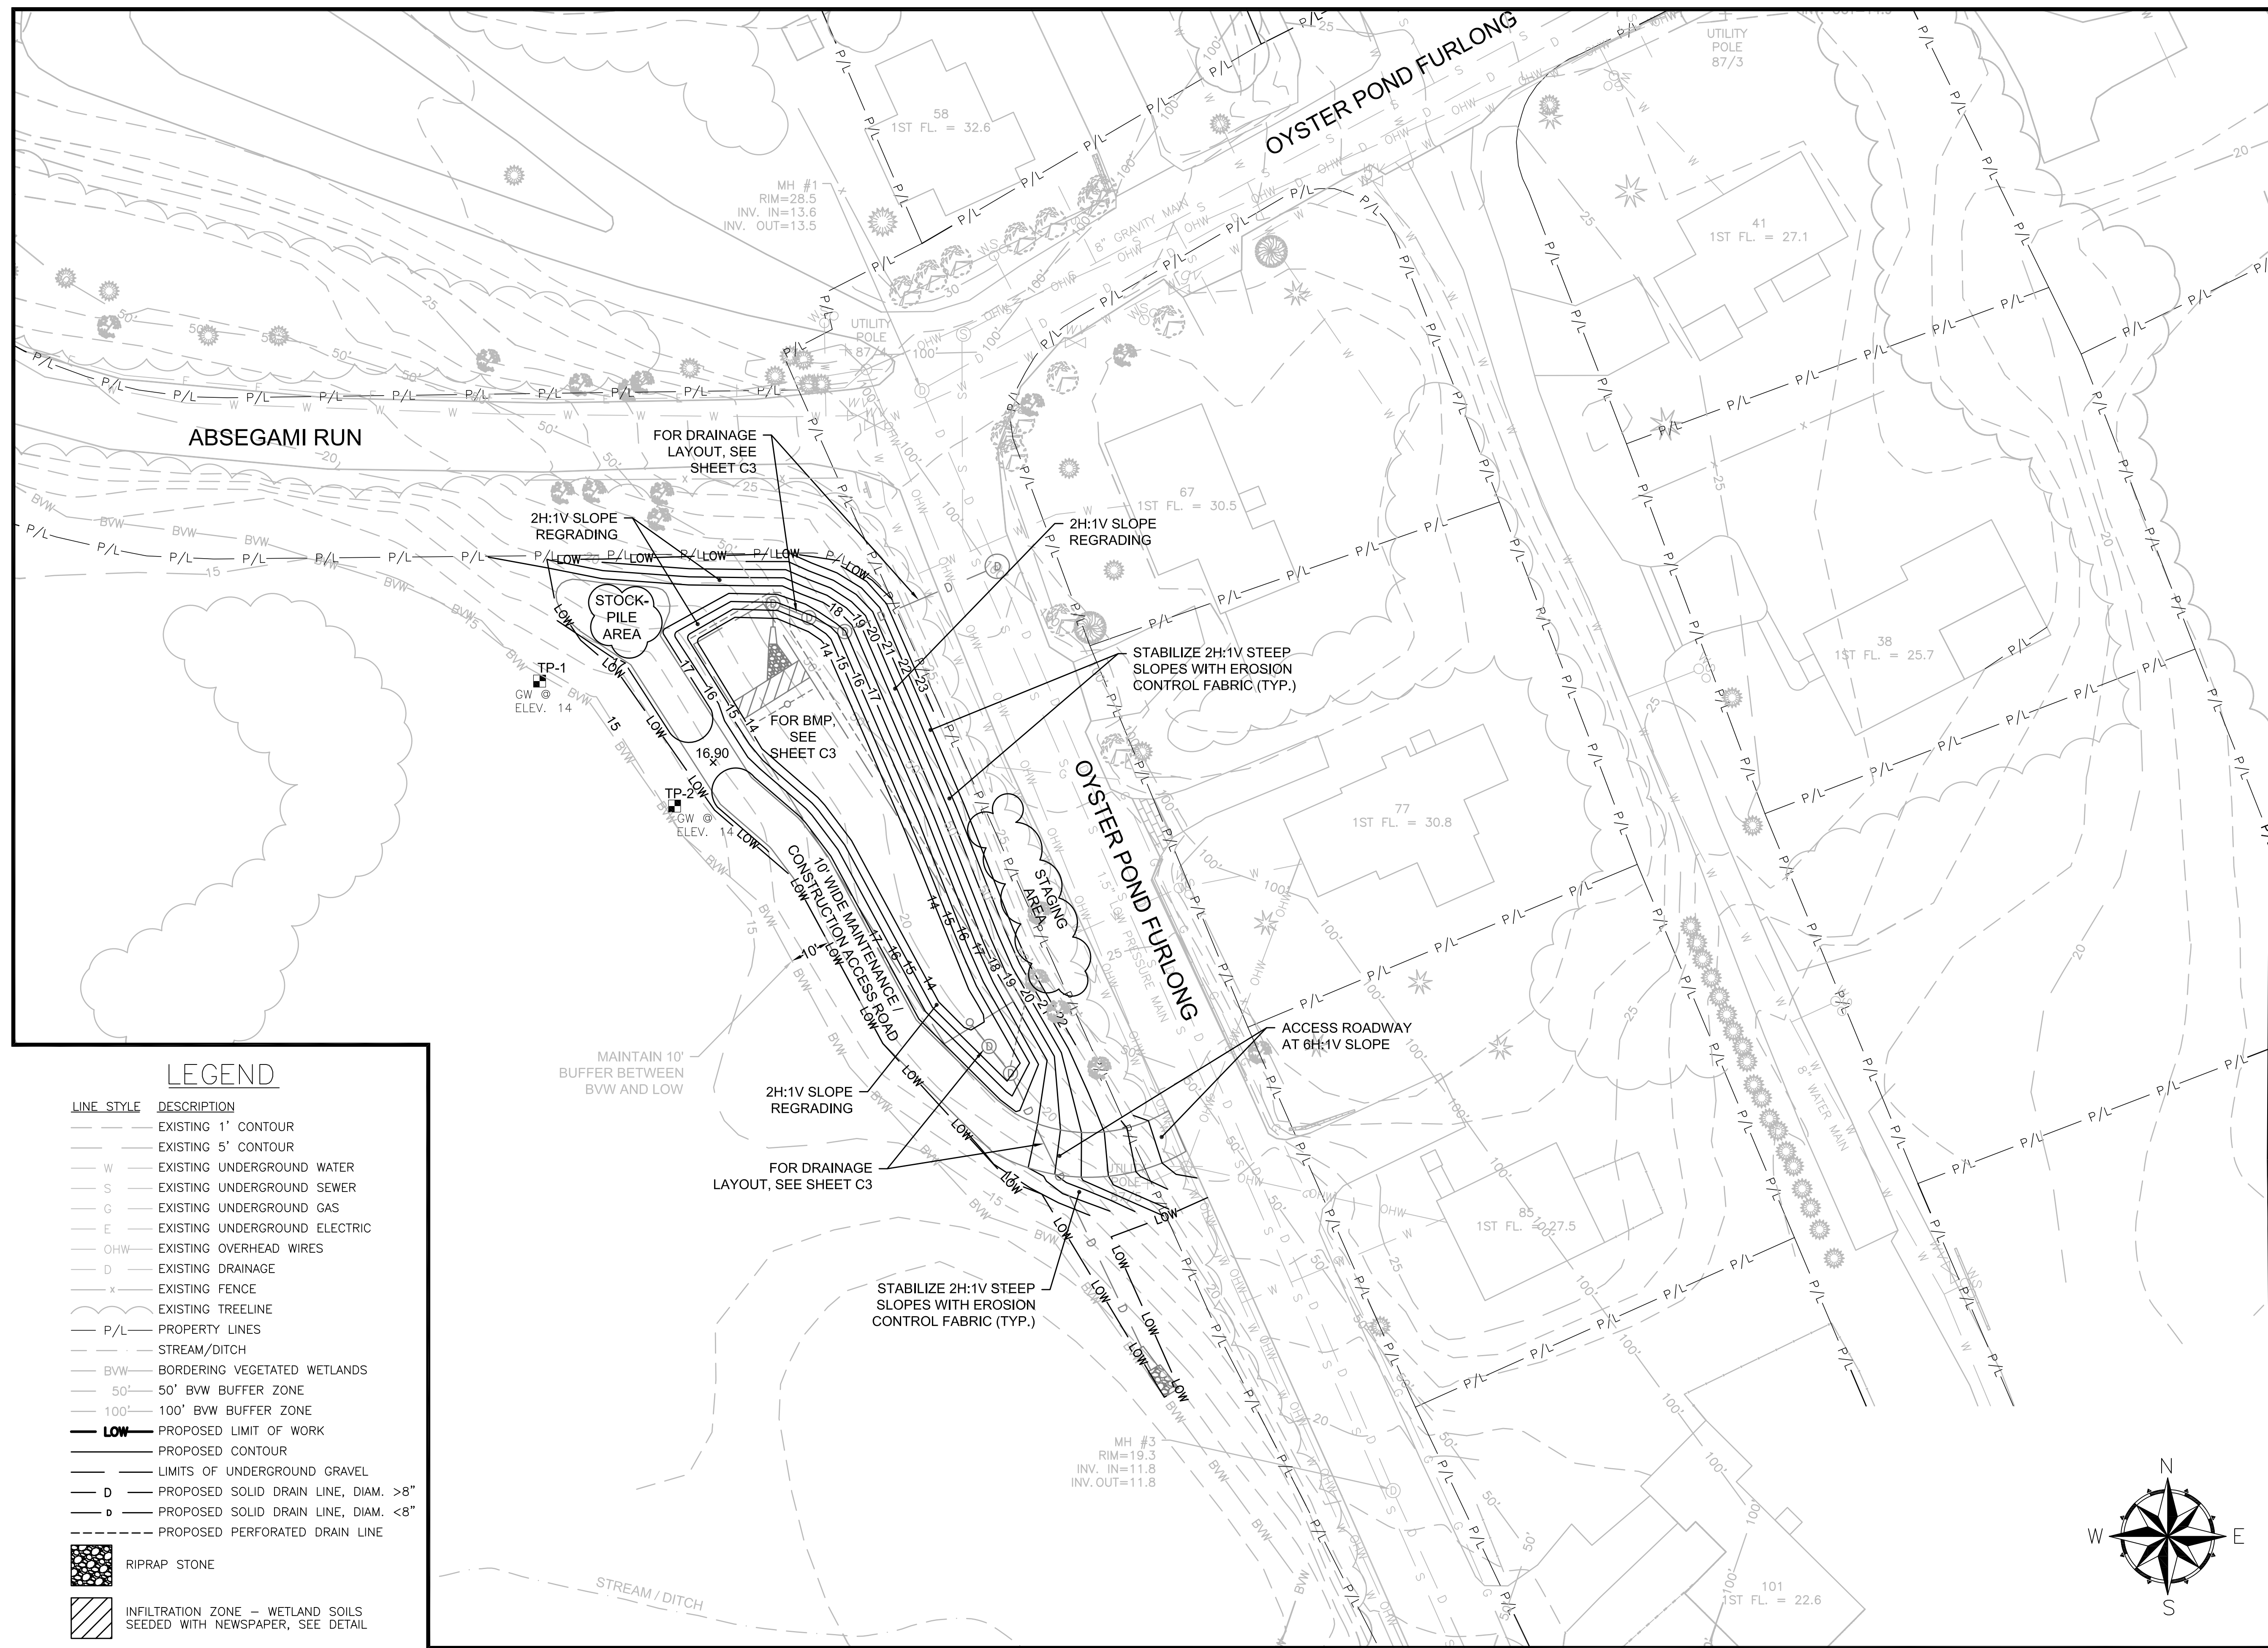 OYSTER POND FURLONG
UTILITY
POLE
87/3
58
1ST FL. = 32.6
MH #1
RIM=28.5
INV. IN=13.6
INV. OUT=13.5
8" GRAVITY MAIN
41
1ST FL. = 27.1
UTILITY
POLE
87/4
ABSEGAMI RUN
FOR DRAINAGE
LAYOUT, SEE
SHEET C3
67
1ST FL. = 30.5
2H:1V SLOPE
REGRADING
2H:1V SLOPE
REGRADING
STOCK-
PILE
AREA
38
1ST FL. = 25.7
STABILIZE 2H:1V STEEP
SLOPES WITH EROSION
CONTROL FABRIC (TYP.)
TP-1
GW @
ELEV. 14
FOR BMP,
SEE
SHEET C3
16.90
TP-2
GW @
ELEV. 14
77
1ST FL. = 30.8
OYSTER POND FURLONG
STAGING
AREA
1.5" LOW PRESSURE MAIN
10' WIDE MAINTENANCE /
CONSTRUCTION ACCESS ROAD
10'
MAINTAIN 10'
BUFFER BETWEEN
BVW AND LOW
ACCESS ROADWAY
AT 6H:1V SLOPE
2H:1V SLOPE
REGRADING
8" WATER MAIN
FOR DRAINAGE
LAYOUT, SEE SHEET C3
UTILITY
POLE
85
1ST FL. = 27.5
STABILIZE 2H:1V STEEP
SLOPES WITH EROSION
CONTROL FABRIC (TYP.)
MH #3
RIM=19.3
INV. IN=11.8
INV. OUT=11.8
STREAM / DITCH
101
1ST FL. = 22.6
N
W E
S
LEGEND
LINE STYLE DESCRIPTION
EXISTING 1' CONTOUR
EXISTING 5' CONTOUR
W EXISTING UNDERGROUND WATER
S EXISTING UNDERGROUND SEWER
G EXISTING UNDERGROUND GAS
E EXISTING UNDERGROUND ELECTRIC
OHW EXISTING OVERHEAD WIRES
D EXISTING DRAINAGE
x EXISTING FENCE
EXISTING TREELINE
P/L PROPERTY LINES
STREAM/DITCH
BVW BORDERING VEGETATED WETLANDS
50' 50' BVW BUFFER ZONE
100' 100' BVW BUFFER ZONE
LOW PROPOSED LIMIT OF WORK
PROPOSED CONTOUR
LIMITS OF UNDERGROUND GRAVEL
D PROPOSED SOLID DRAIN LINE, DIAM. >8"
D PROPOSED SOLID DRAIN LINE, DIAM. <8"
PROPOSED PERFORATED DRAIN LINE
RIPRAP STONE
INFILTRATION ZONE – WETLAND SOILS
SEEDED WITH NEWSPAPER, SEE DETAIL